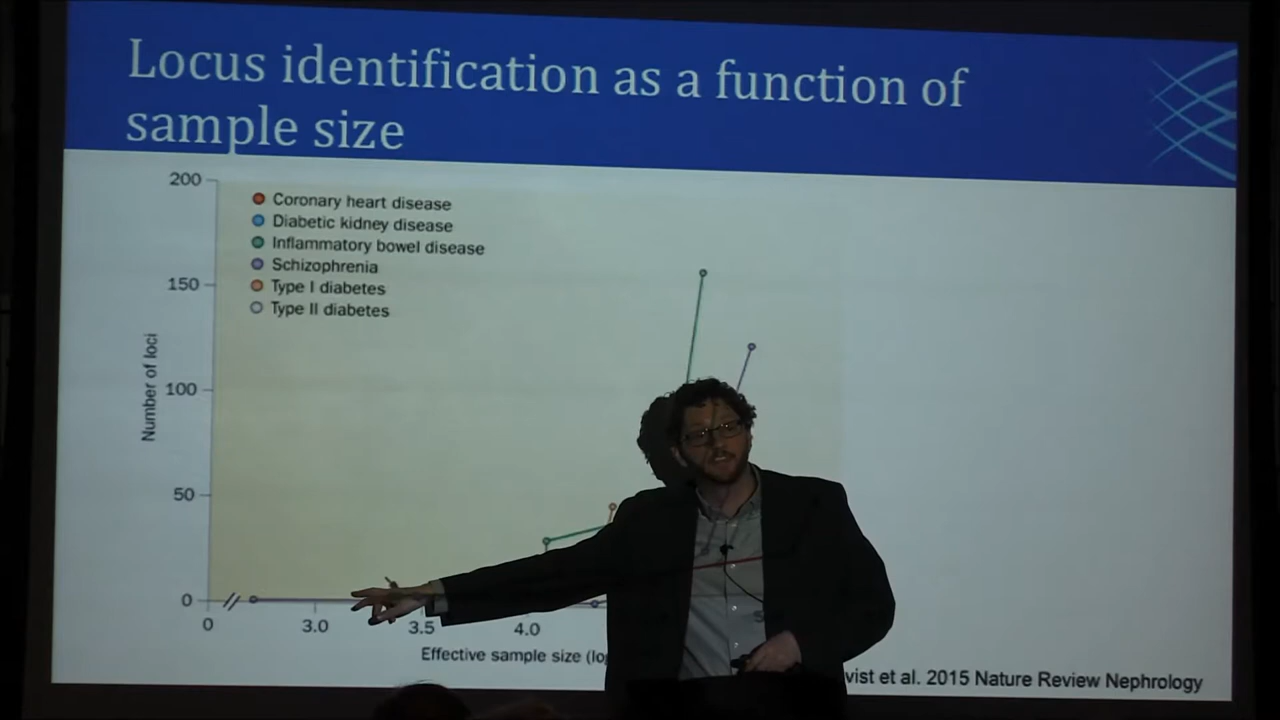 Locus identification as a function of
sample size
200
150
100
50
0
Number of loci
Coronary heart disease
Diabetic kidney disease
Inflammatory bowel disease
Schizophrenia
Type I diabetes
Type II diabetes
0
3.0
3.5
4.0
Effective sample size
et al. 2015 Nature Review Nephrology